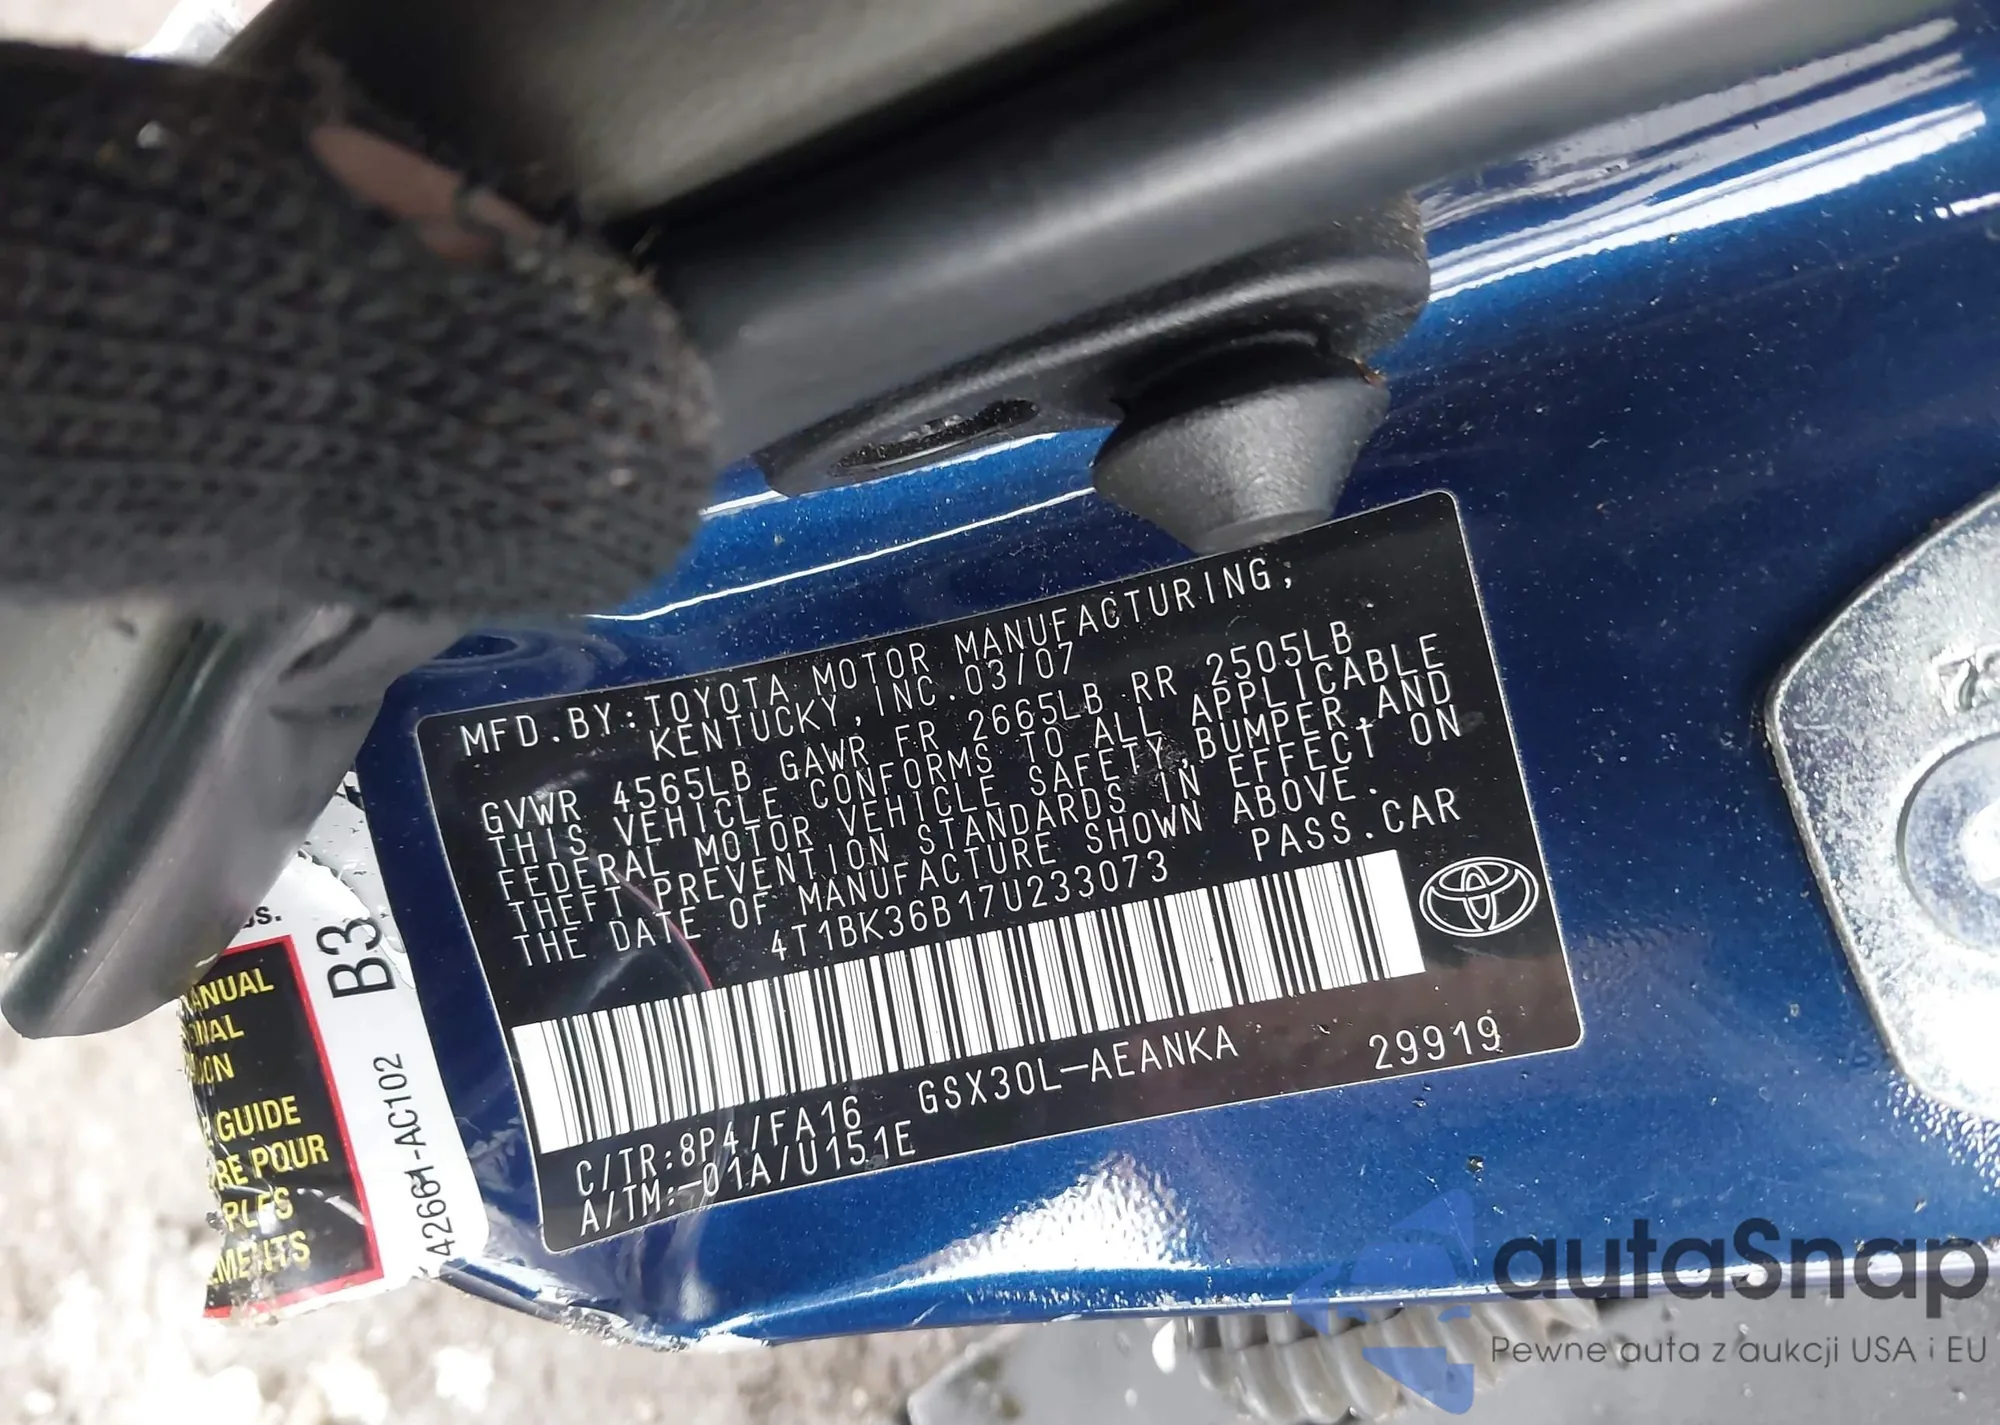 MFD.BY:TOYOTA MOTOR MANUFACTURING,
KENTUCKY,INC.03/07
GVWR 4565LB GAWR FR 2665LB RR 2505LB
THIS VEHICLE CONFORMS TO ALL APPLICABLE
FEDERAL MOTOR VEHICLE SAFETY,BUMPER,AND
THEFT PREVENTION STANDARDS IN EFFECT ON
THE DATE OF MANUFACTURE SHOWN ABOVE.
4T1BK36B17U233073 PASS.CAR
C/TR:8P4/FA16 GSX30L-AEANKA 29919
A/TM:-01A/U151E
B3
42661-AC102
GUIDE
POUR
autaSnap
Pewne auta z aukcji USA i EU